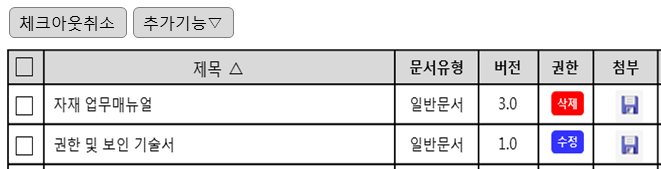 체크아웃취소 추가기능▽
제목 △ 문서유형 버전 권한 첨부
자재 업무매뉴얼 일반문서 3.0 삭제
권한 및 보인 기술서 일반문서 1.0 수정